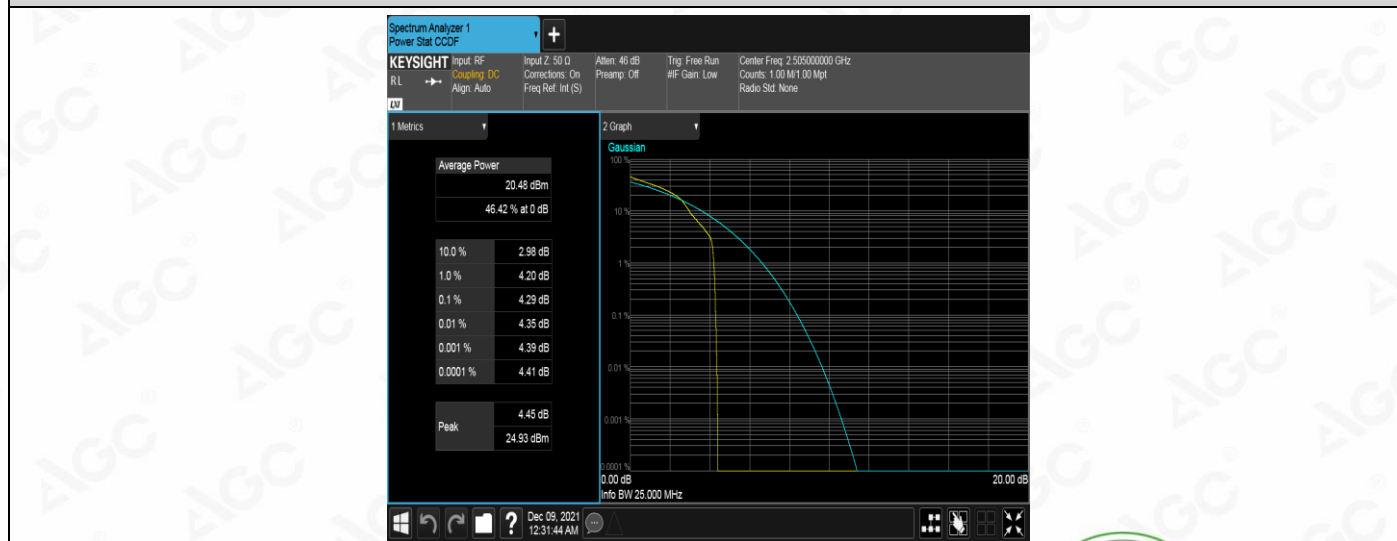 Spectrum Analyzer 1
Power Stat CCDF
+
KEYSIGHT Input: RF Input Z: 50 Ω Atten: 46 dB Trig: Free Run Center Freq: 2.505000000 GHz
RL Coupling: DC Corrections: On Preamp: Off #IF Gain: Low Counts: 1.00 M/1.00 Mpt
Align: Auto Freq Ref: Int (S) Radio Std: None
LXI
1 Metrics
Average Power
20.48 dBm
46.42 % at 0 dB
10.0 % 2.98 dB
1.0 % 4.20 dB
0.1 % 4.29 dB
0.01 % 4.35 dB
0.001 % 4.39 dB
0.0001 % 4.41 dB
Peak 4.45 dB
24.93 dBm
2 Graph
Gaussian
100 %
10 %
1 %
0.1 %
0.01 %
0.001 %
0.0001 %
0.00 dB 20.00 dB
Info BW 25.000 MHz
? Dec 09, 2021
12:31:44 AM
AGC